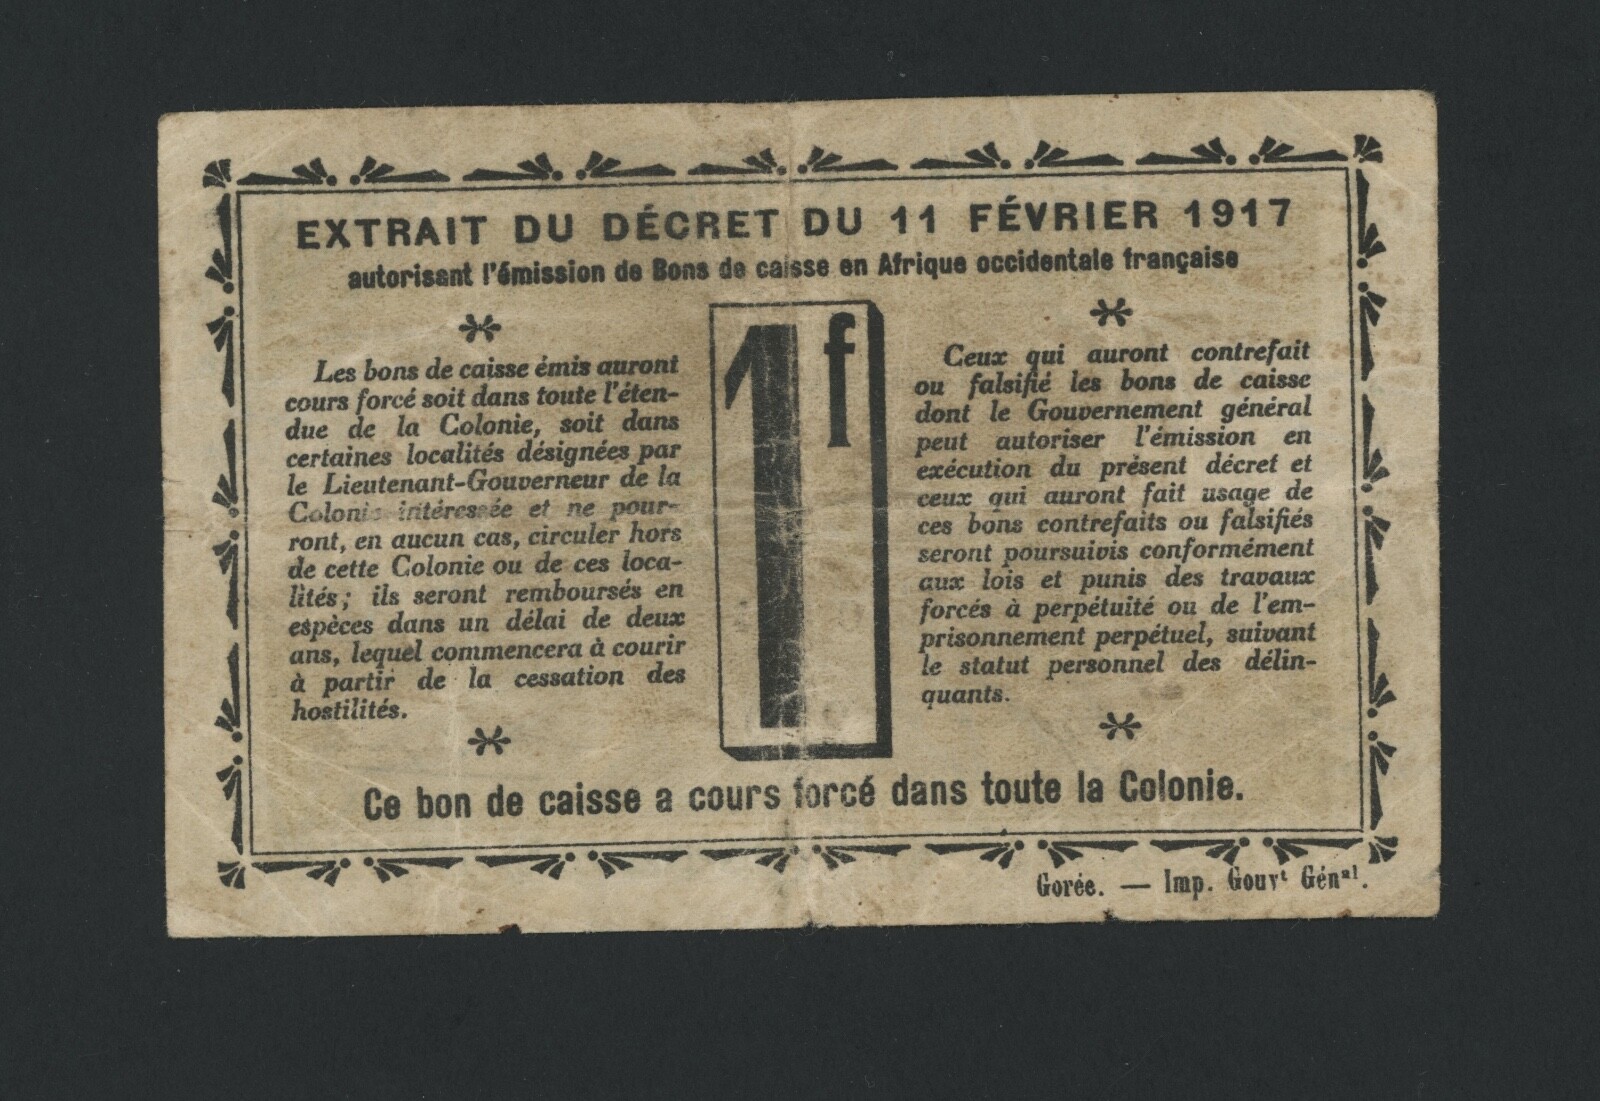 EXTRAIT DU DÉCRET DU 11 FÉVRIER 1917
autorisant l'émission de Bons de caisse en Afrique occidentale française
Les bons de caisse émis auront
cours forcé soit dans toute l'éten-
due de la Colonie, soit dans
certaines localités désignées par
le Lieutenant-Gouverneur de la
Colonie intéressée et ne pour-
ront, en aucun cas, circuler hors
de cette Colonie ou de ces loca-
lités; ils seront remboursés en
espèces dans un délai de deux
ans, lequel commencera à courir
à partir de la cessation des
hostilités.
1f
Ceux qui auront contrefait
ou falsifié les bons de caisse
dont le Gouvernement général
peut autoriser l'émission en
exécution du présent décret et
ceux qui auront fait usage de
ces bons contrefaits ou falsifiés
seront poursuivis conformément
aux lois et punis des travaux
forcés à perpétuité ou de l'em-
prisonnement perpétuel, suivant
le statut personnel des délin-
quants.
Ce bon de caisse a cours forcé dans toute la Colonie.
Gorée. — Imp. Gouvt Génal.